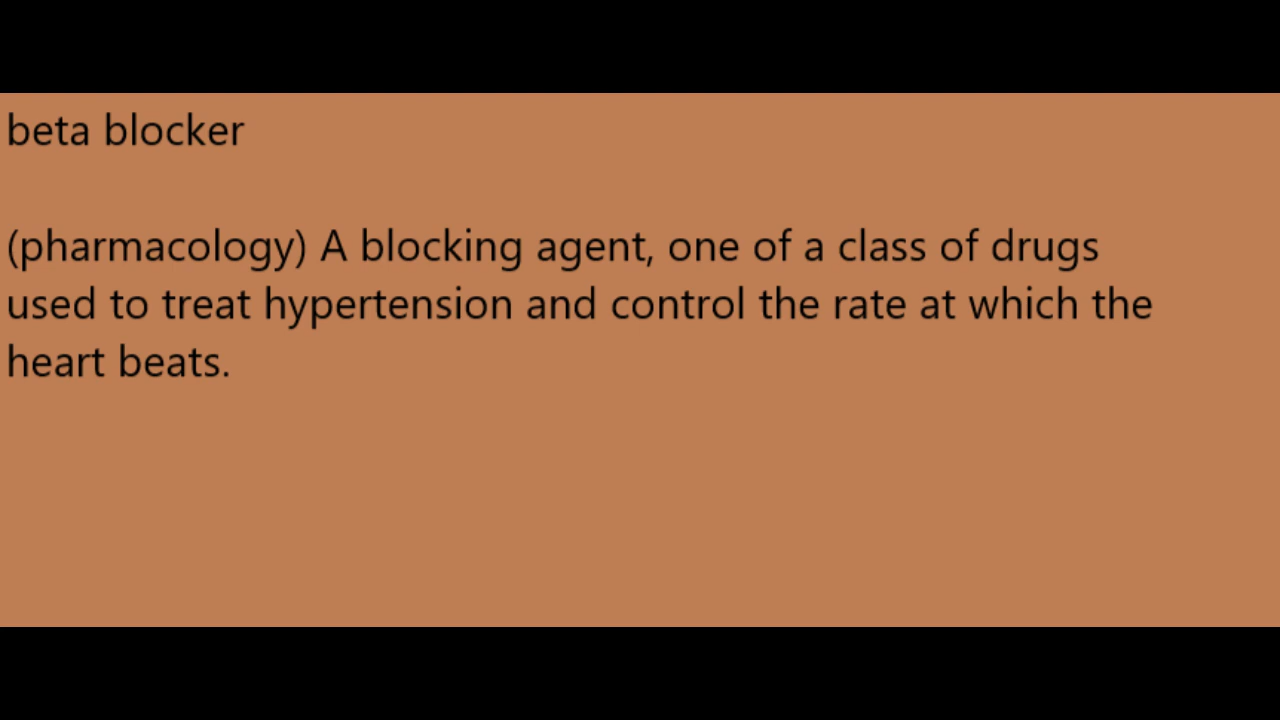 beta blocker
(pharmacology) A blocking agent, one of a class of drugs
used to treat hypertension and control the rate at which the
heart beats.